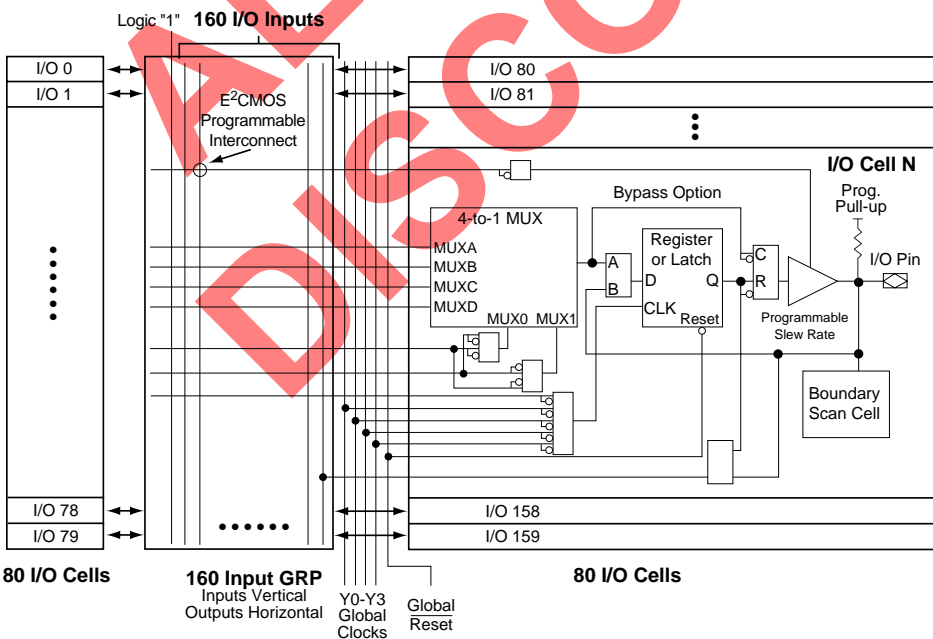 Logic "1" 160 I/O Inputs
I/O 0
I/O 1
I/O 78
I/O 79
80 I/O Cells
E2CMOS
Programmable
Interconnect
160 Input GRP
Inputs Vertical
Outputs Horizontal
Y0-Y3
Global
Clocks
Global
Reset
I/O 80
I/O 81
I/O Cell N
Bypass Option
Prog.
Pull-up
4-to-1 MUX
MUXA
MUXB
MUXC
MUXD
MUX0 MUX1
A
B
Register
or Latch
D Q
CLK
Reset
C
R
I/O Pin
Programmable
Slew Rate
Boundary
Scan Cell
I/O 158
I/O 159
80 I/O Cells